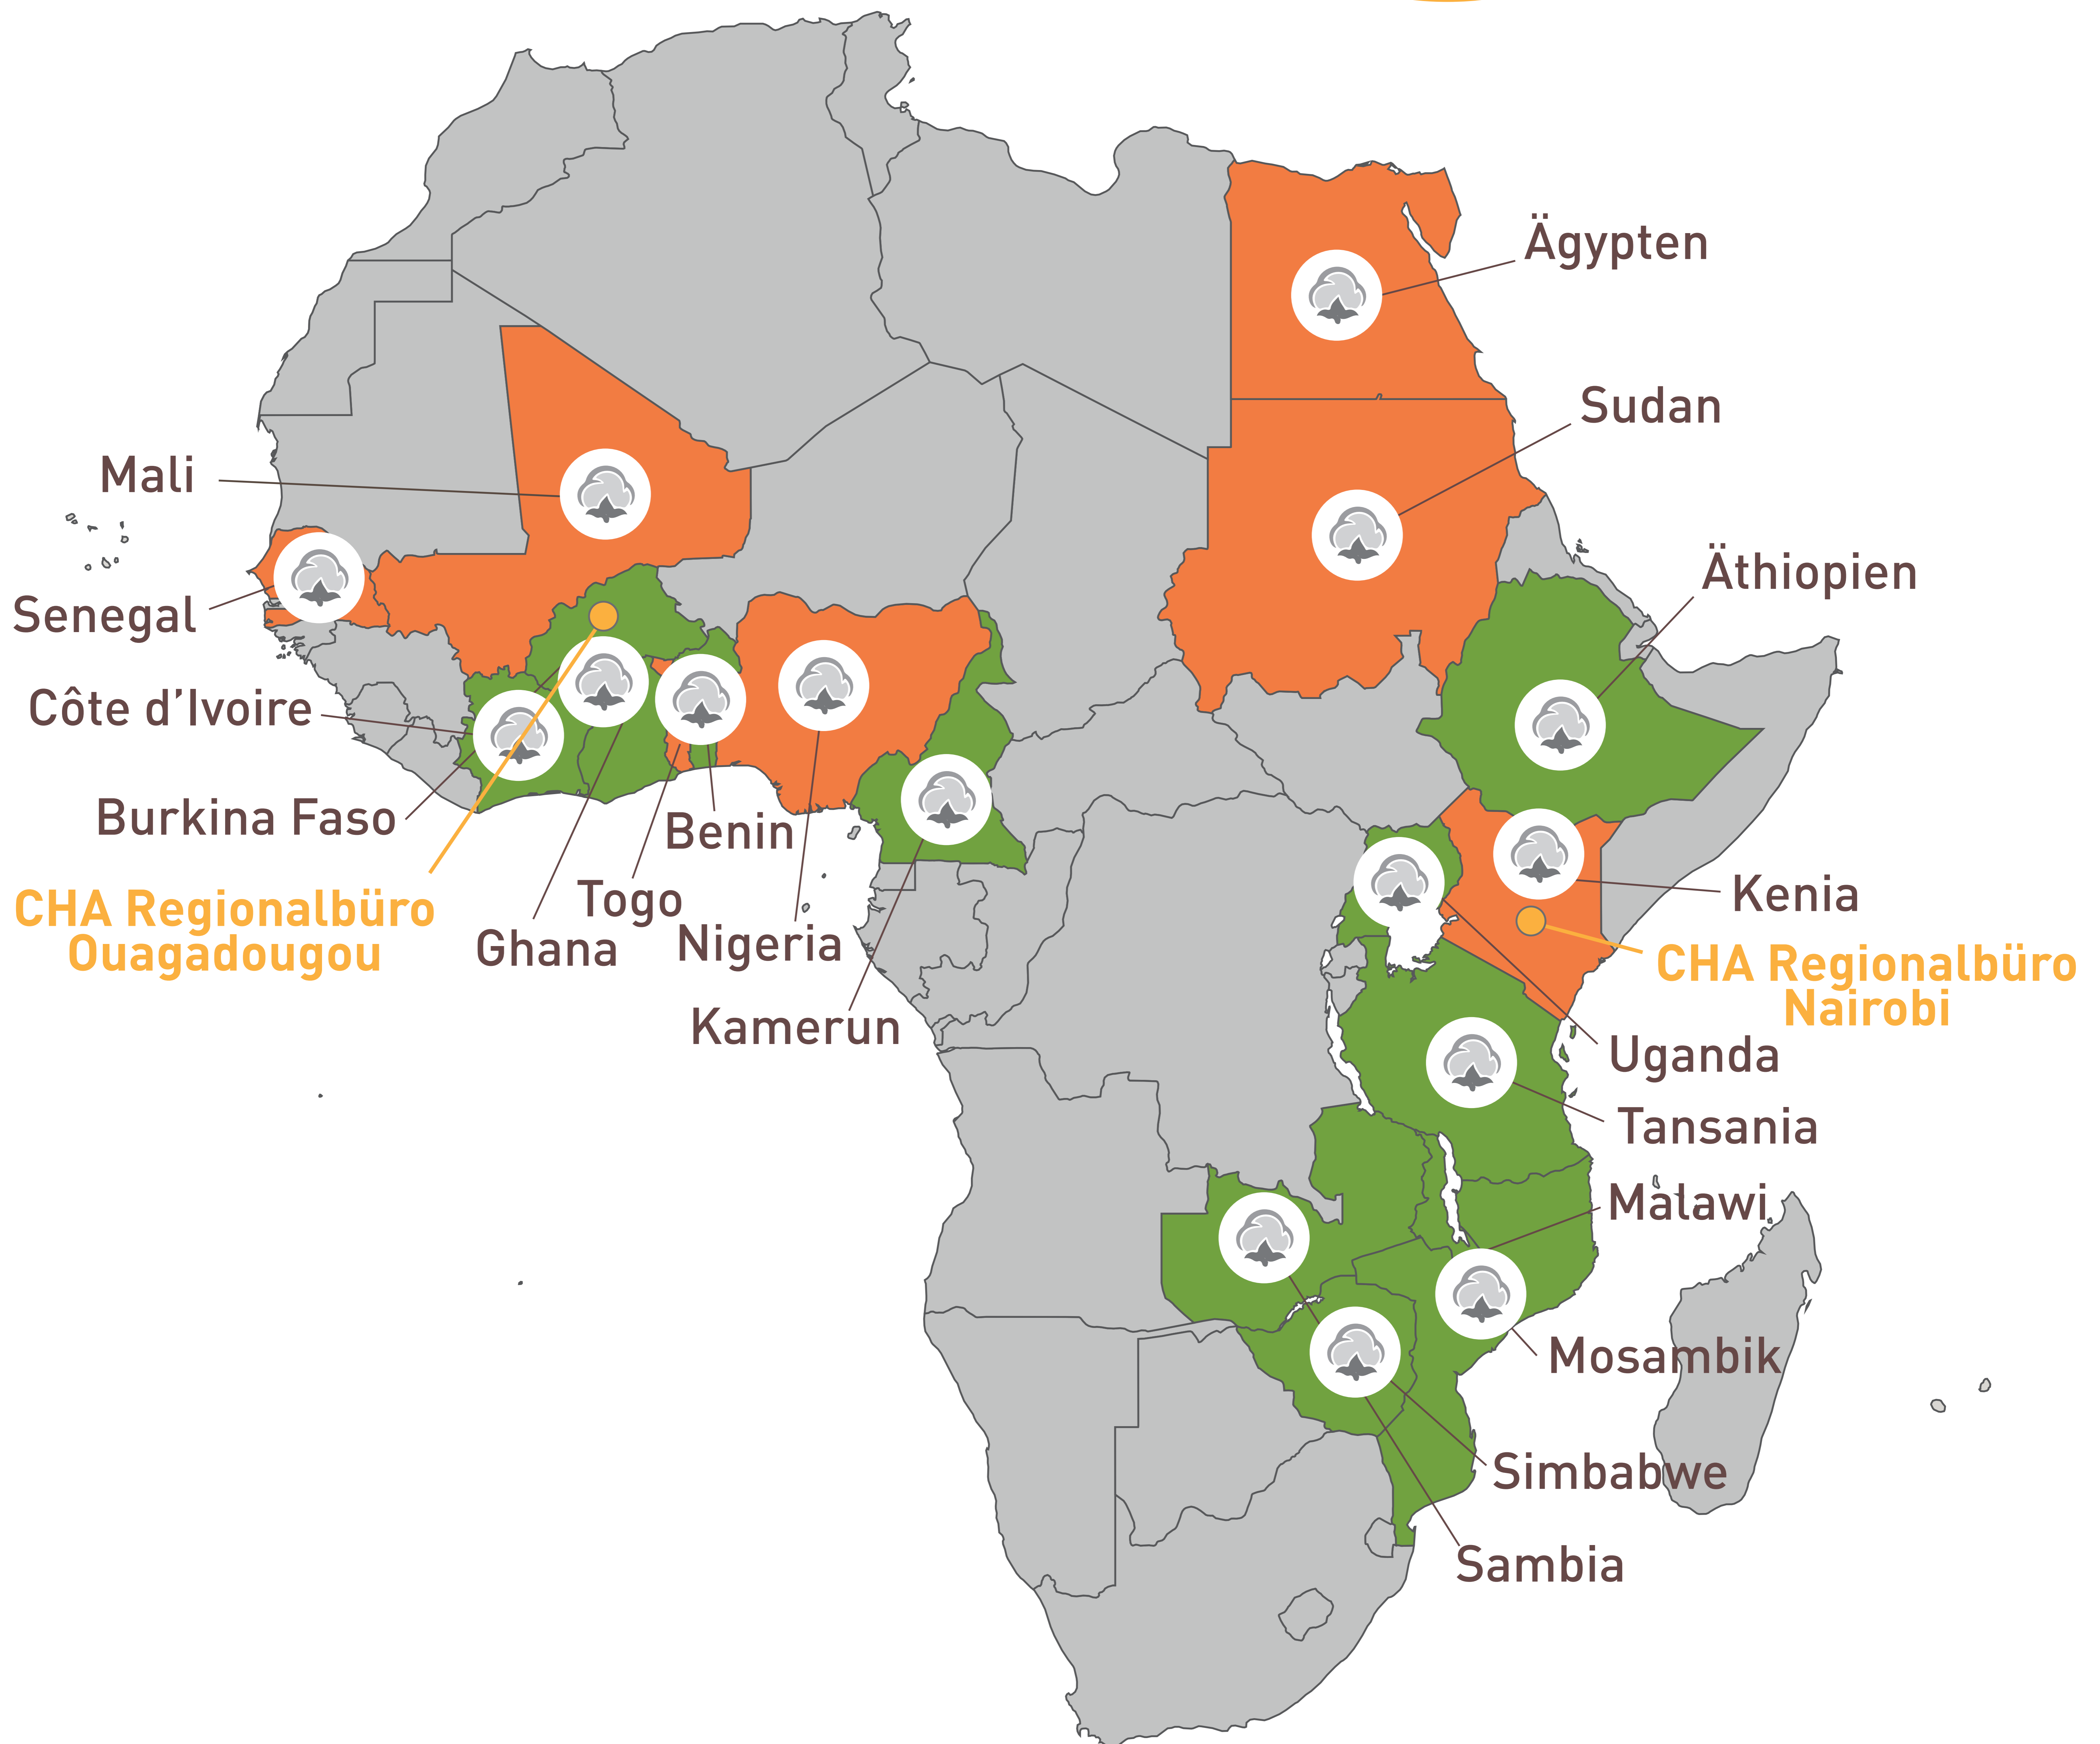 Ägypten
Sudan
Mali
Äthiopien
Senegal
Côte d'Ivoire
Burkina Faso
Benin
Kenia
Togo
CHA Regionalbüro
Ouagadougou
Ghana
Nigeria
CHA Regionalbüro
Nairobi
Kamerun
Uganda
Tansania
Malawi
Mosambik
Simbabwe
Sambia